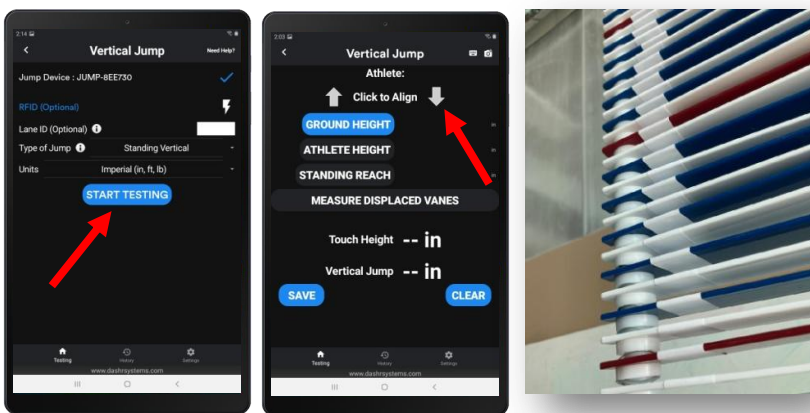 2:14
Vertical Jump
Need Help?
Jump Device : JUMP-8EE730
RFID (Optional)
Lane ID (Optional)
Type of Jump Standing Vertical
Units Imperial (in, ft, lb)
START TESTING
Testing History Settings
www.dashrsystems.com
2:03
Vertical Jump
Athlete:
Click to Align
GROUND HEIGHT in
ATHLETE HEIGHT in
STANDING REACH in
MEASURE DISPLACED VANES
Touch Height -- in
Vertical Jump -- in
SAVE CLEAR
Testing History Settings
www.dashrsystems.com